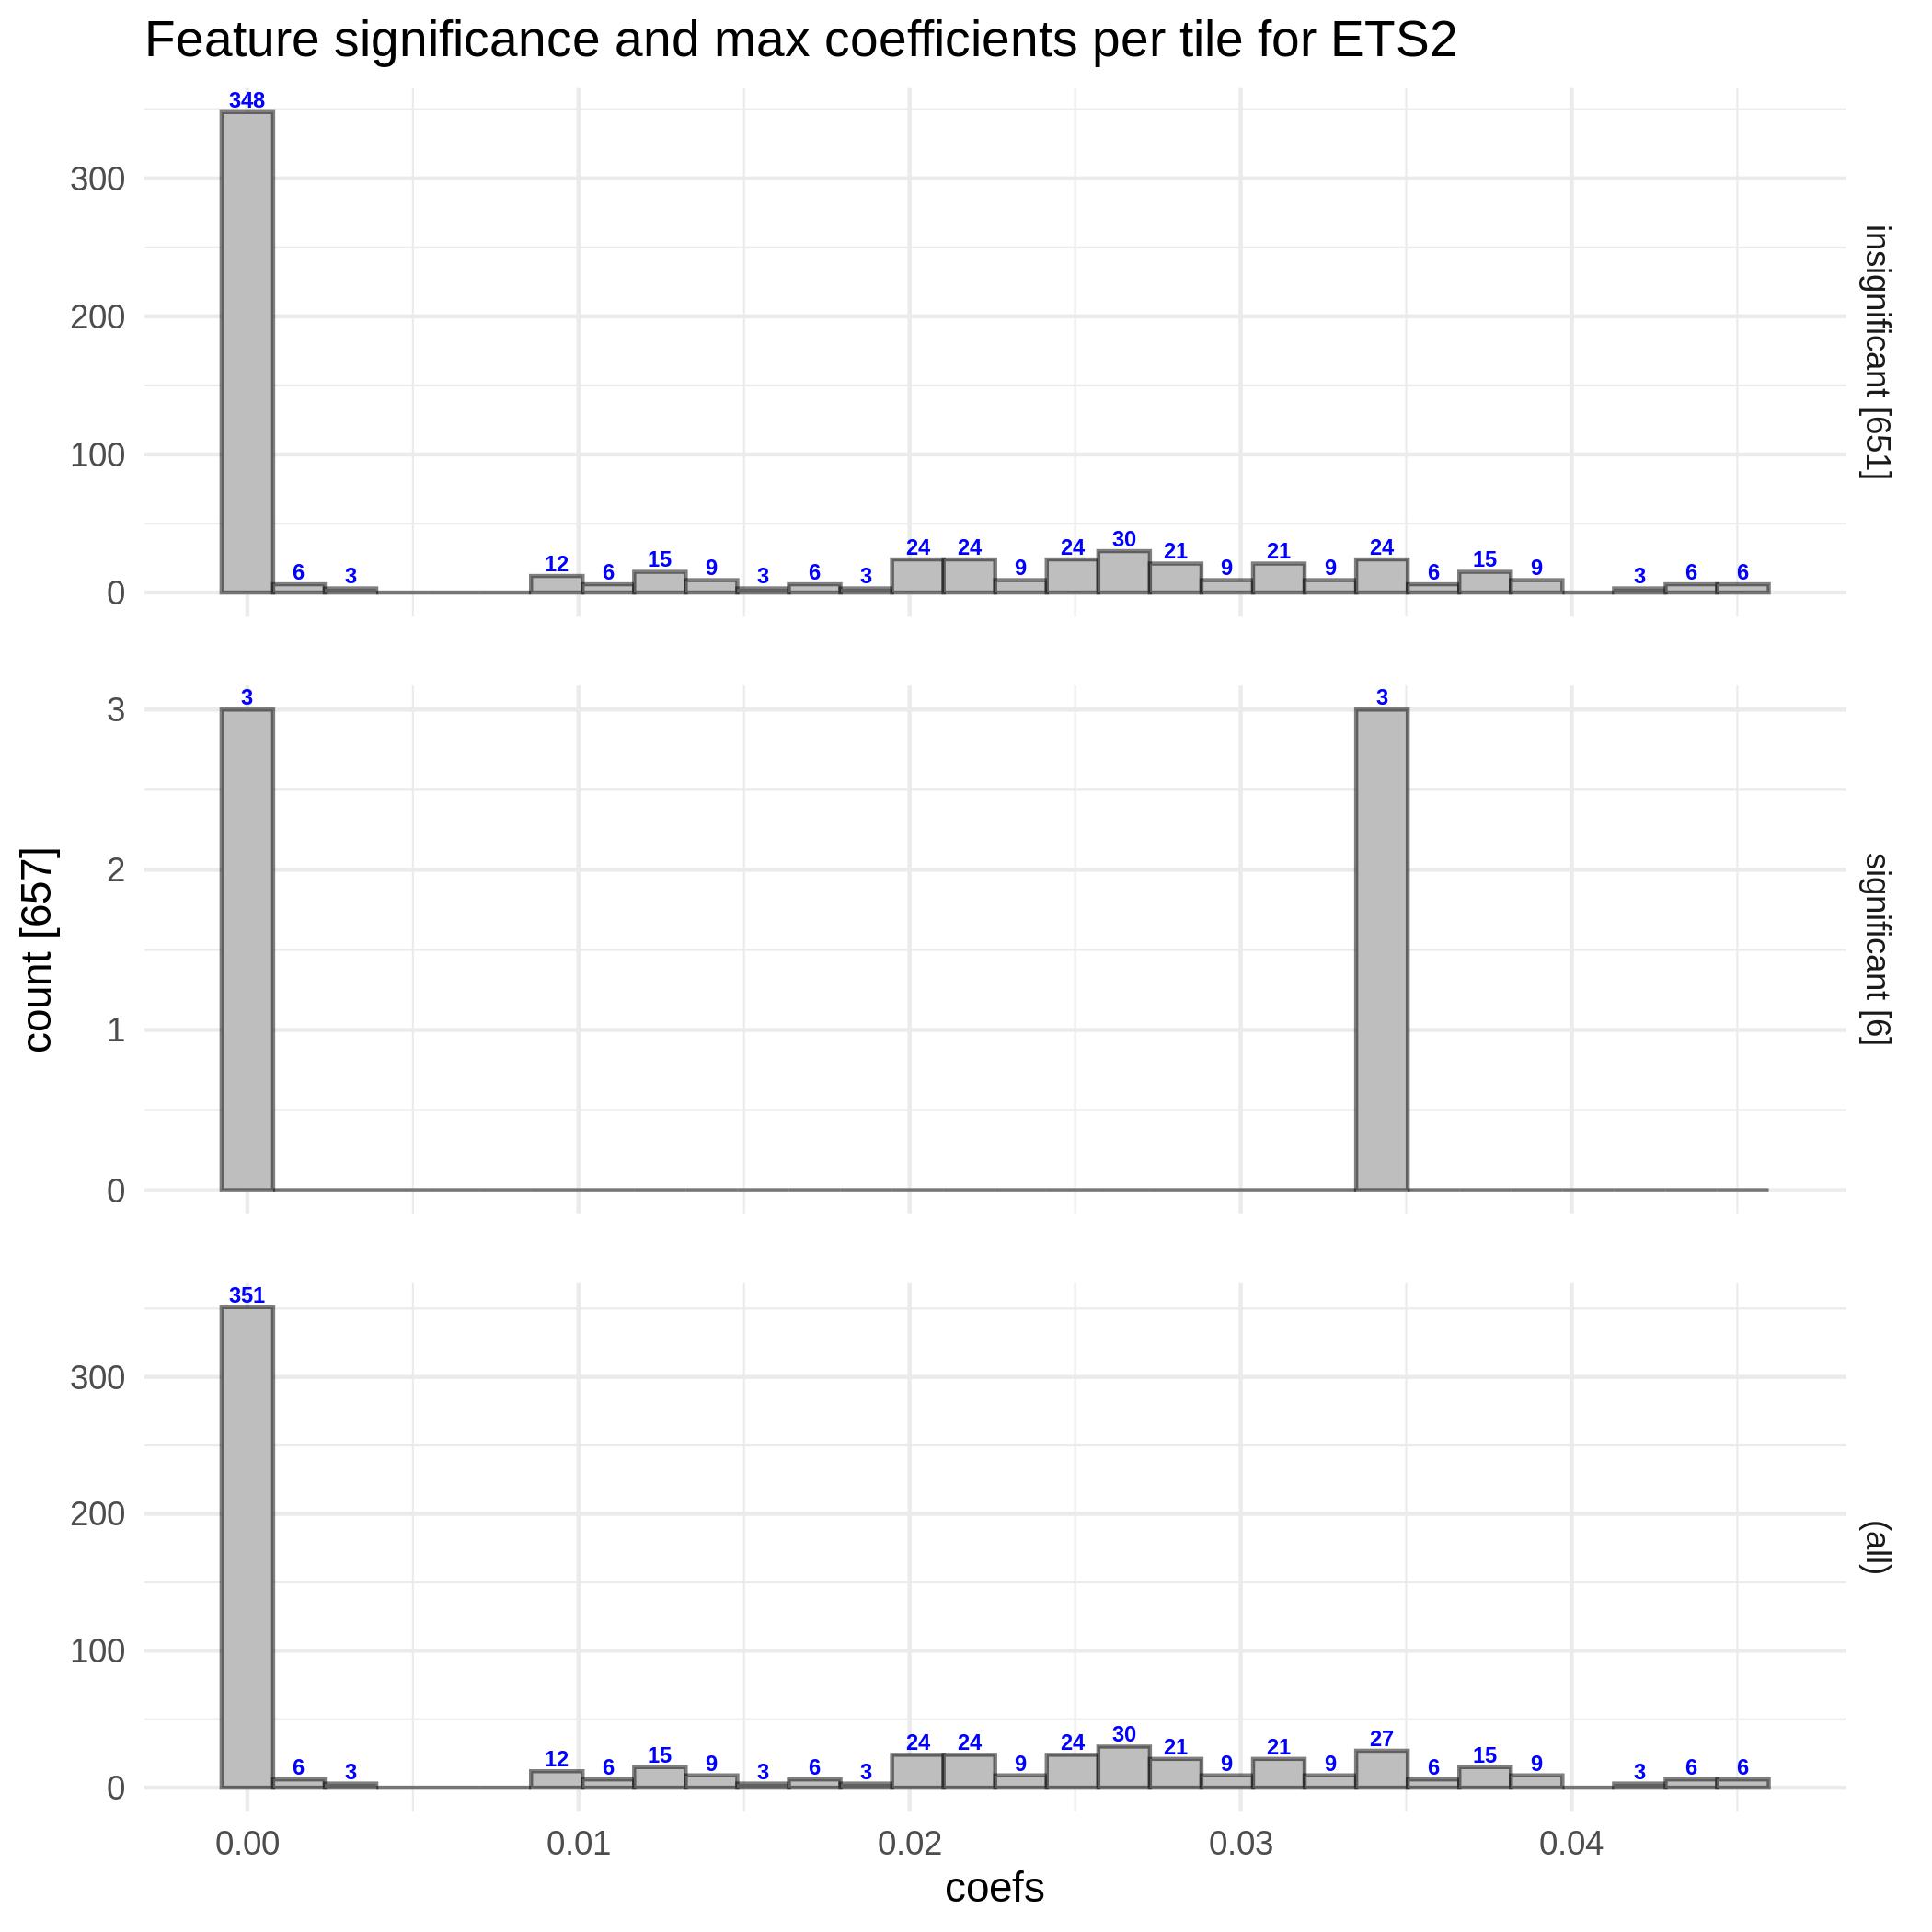 Feature significance and max coefficients per tile for ETS2
348
300
200
100
0
6 3 12 6 15 9 3 6 3 24 24 9 24 30 21 9 21 9 24 6 15 9 3 6 6
insignificant [651]
count [657]
3 3
3
2
1
0
significant [6]
351
300
200
100
0
6 3 12 6 15 9 3 6 3 24 24 9 24 30 21 9 21 9 27 6 15 9 3 6 6
(all)
0.00 0.01 0.02 0.03 0.04
coefs